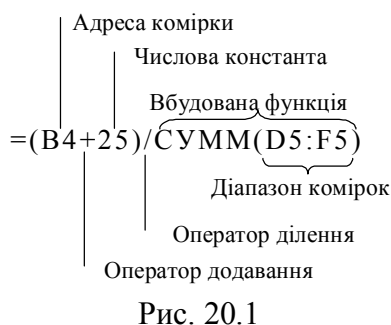 Адреса комірки
Числова константа
Вбудована функція
=(B4+25)/СУММ(D5:F5)
Діапазон комірок
Оператор ділення
Оператор додавання
Рис. 20.1